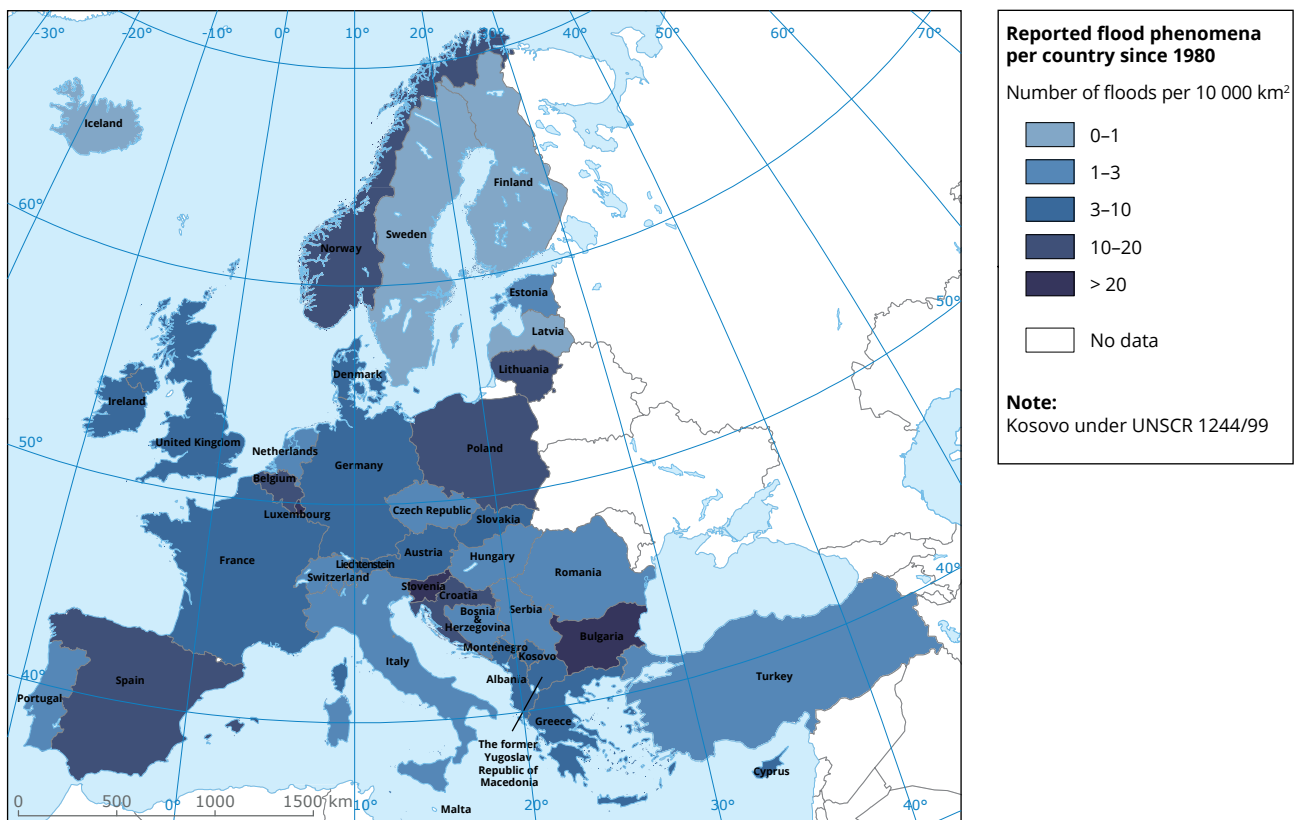 -30°
-20°
-10°
0°
10°
20°
30°
40°
50°
60°
70°
Iceland
60°
Finland
Sweden
Norway
Estonia
50°
Latvia
Lithuania
Denmark
Ireland
United Kingdom
50°
Netherlands
Poland
Germany
Belgium
Luxembourg
Czech Republic
Slovakia
France
Austria
Hungary
Liechtenstein
Switzerland
Romania
40°
Slovenia
Croatia
Serbia
Bosnia
&
Herzegovina
Bulgaria
Montenegro
Kosovo
Italy
40°
Spain
Portugal
Albania
Turkey
Greece
The former
Yugoslav
Republic of
Macedonia
Cyprus
Malta
0 500 1000 1500 km
0°
10°
20°
30°
40°
Reported flood phenomena
per country since 1980
Number of floods per 10 000 km²
0–1
1–3
3–10
10–20
> 20
No data
Note:
Kosovo under UNSCR 1244/99